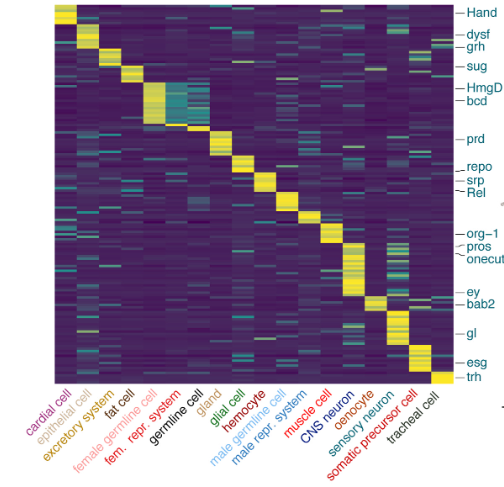 Hand
dysf
grh
sug
HmgD
bcd
prd
repo
srp
Rel
org-1
pros
onecut
ey
bab2
gl
esg
trh
cardial cell
epithelial cell
excretory system
fat cell
female germline cell
fem. repr. system
germline cell
gland
glial cell
hemocyte
male germline cell
male repr. system
muscle cell
CNS neuron
oenocyte
sensory neuron
somatic precursor cell
tracheal cell